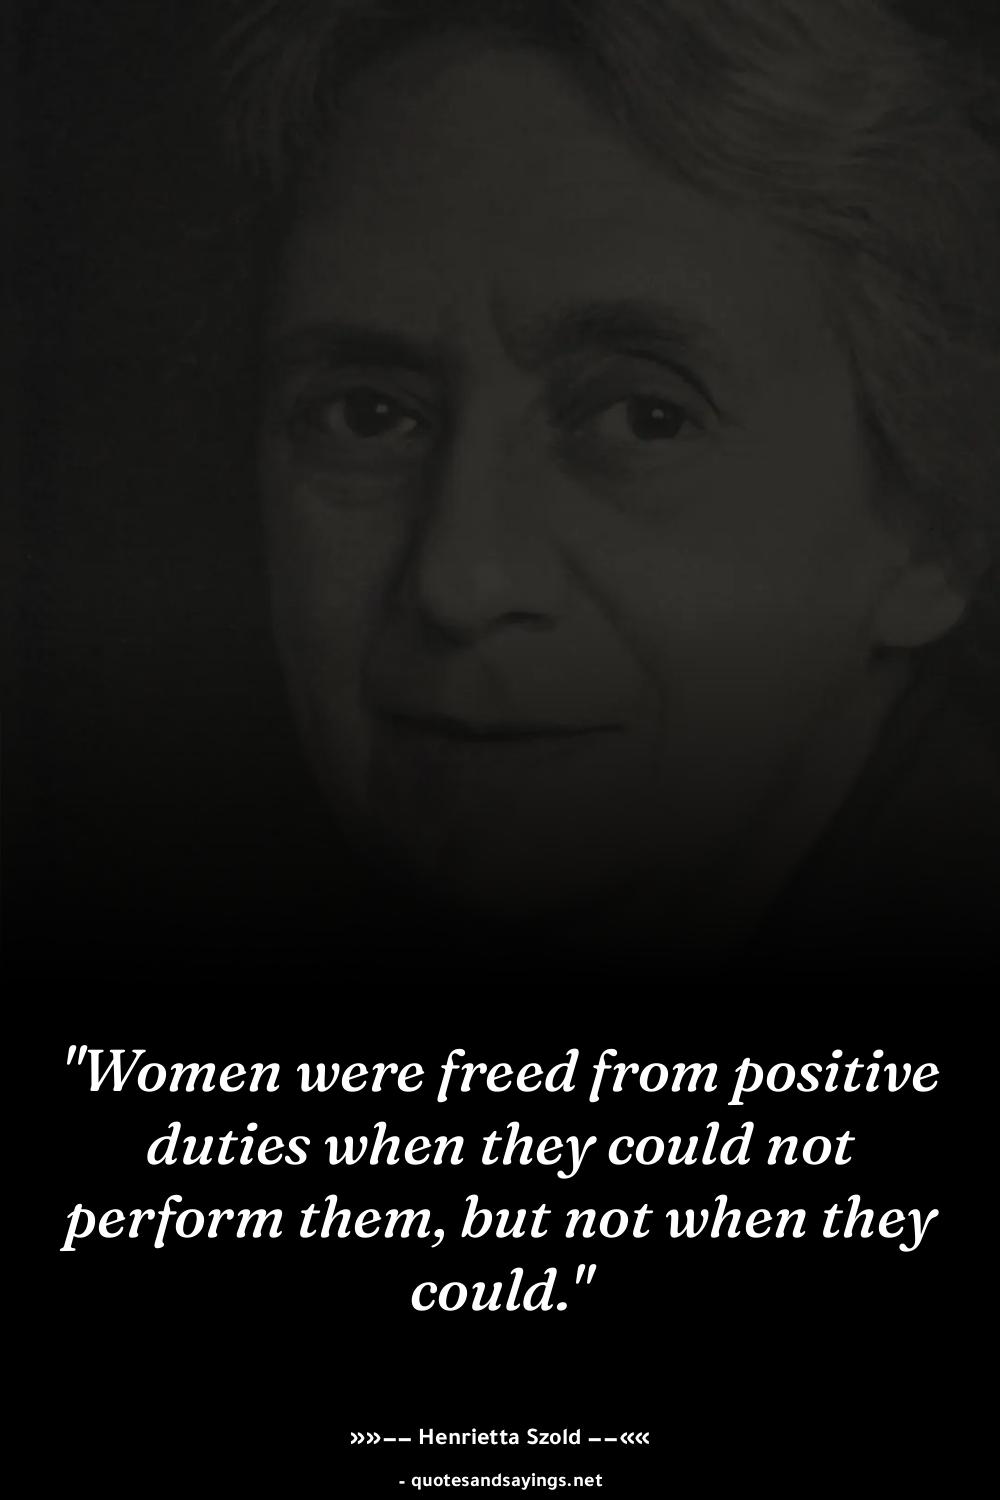 "Women were freed from positive
duties when they could not
perform them, but not when they
could."
»»−− Henrietta Szold −−««
- quotesandsayings.net